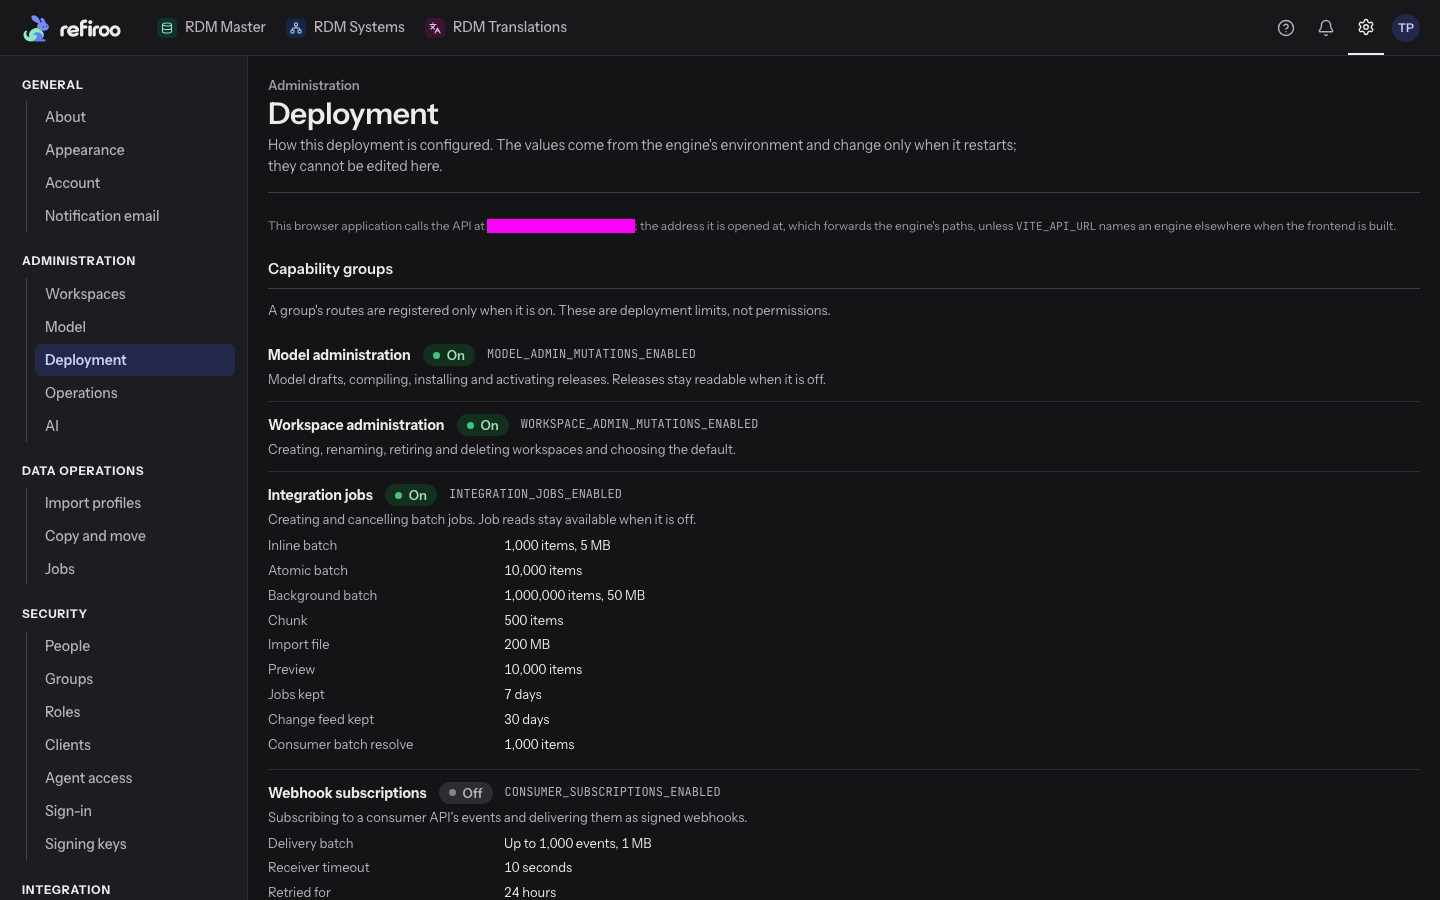 refiroo
RDM Master
RDM Systems
RDM Translations
TP
GENERAL
About
Appearance
Account
Notification email
ADMINISTRATION
Workspaces
Model
Deployment
Operations
AI
DATA OPERATIONS
Import profiles
Copy and move
Jobs
SECURITY
People
Groups
Roles
Clients
Agent access
Sign-in
Signing keys
INTEGRATION
Administration
Deployment
How this deployment is configured. The values come from the engine's environment and change only when it restarts;
they cannot be edited here.
This browser application calls the API at : the address it is opened at, which forwards the engine's paths, unless VITE_API_URL names an engine elsewhere when the frontend is built.
Capability groups
A group's routes are registered only when it is on. These are deployment limits, not permissions.
Model administration On MODEL_ADMIN_MUTATIONS_ENABLED
Model drafts, compiling, installing and activating releases. Releases stay readable when it is off.
Workspace administration On WORKSPACE_ADMIN_MUTATIONS_ENABLED
Creating, renaming, retiring and deleting workspaces and choosing the default.
Integration jobs On INTEGRATION_JOBS_ENABLED
Creating and cancelling batch jobs. Job reads stay available when it is off.
Inline batch 1,000 items, 5 MB
Atomic batch 10,000 items
Background batch 1,000,000 items, 50 MB
Chunk 500 items
Import file 200 MB
Preview 10,000 items
Jobs kept 7 days
Change feed kept 30 days
Consumer batch resolve 1,000 items
Webhook subscriptions Off CONSUMER_SUBSCRIPTIONS_ENABLED
Subscribing to a consumer API's events and delivering them as signed webhooks.
Delivery batch Up to 1,000 events, 1 MB
Receiver timeout 10 seconds
Retried for 24 hours